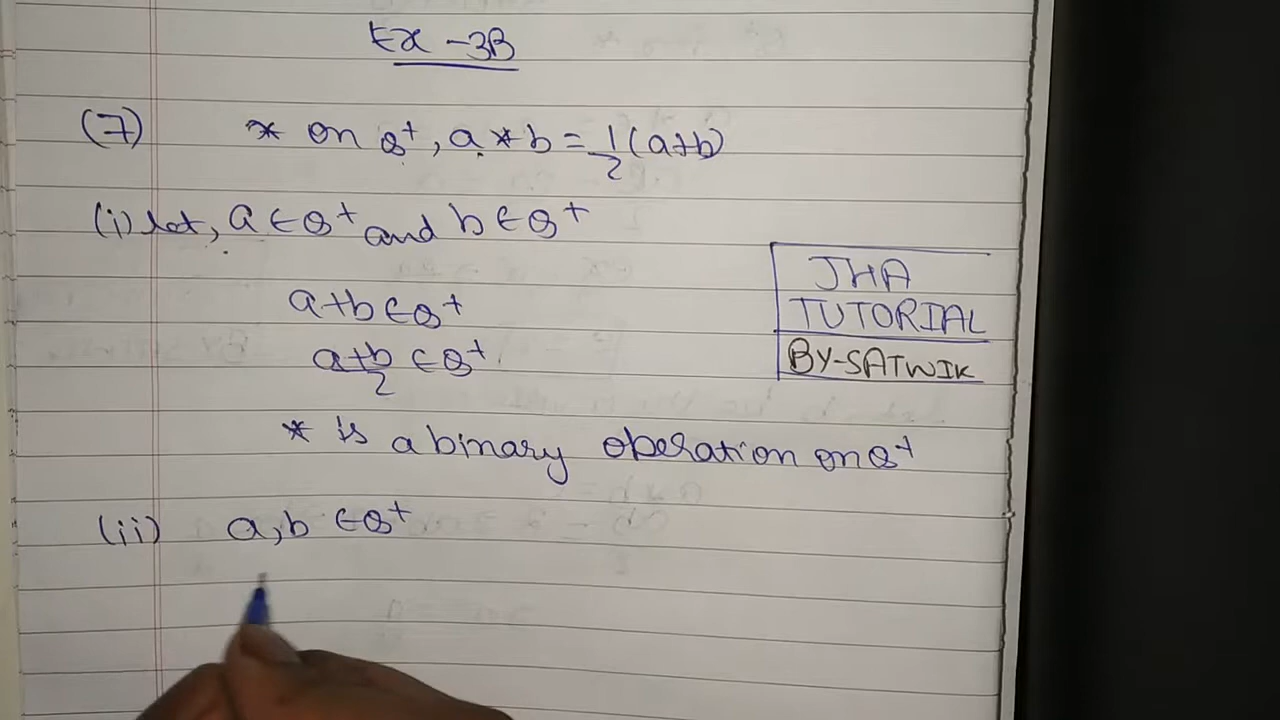 Ex - 3B
(7) * on Q⁺, a * b = 1/2 (a+b)
(i) let, a ∈ Q⁺ and b ∈ Q⁺
a+b ∈ Q⁺
a+b/2 ∈ Q⁺
* is a binary operation on Q⁺
(ii) a, b ∈ Q⁺
JHA
TUTORIAL
BY-SATWIK